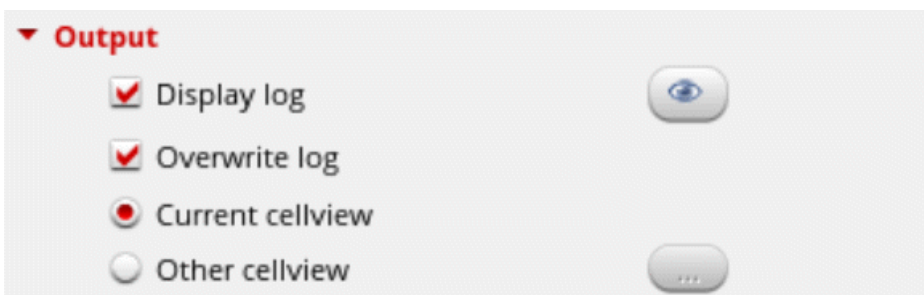 Output
Display log
Overwrite log
Current cellview
Other cellview
...